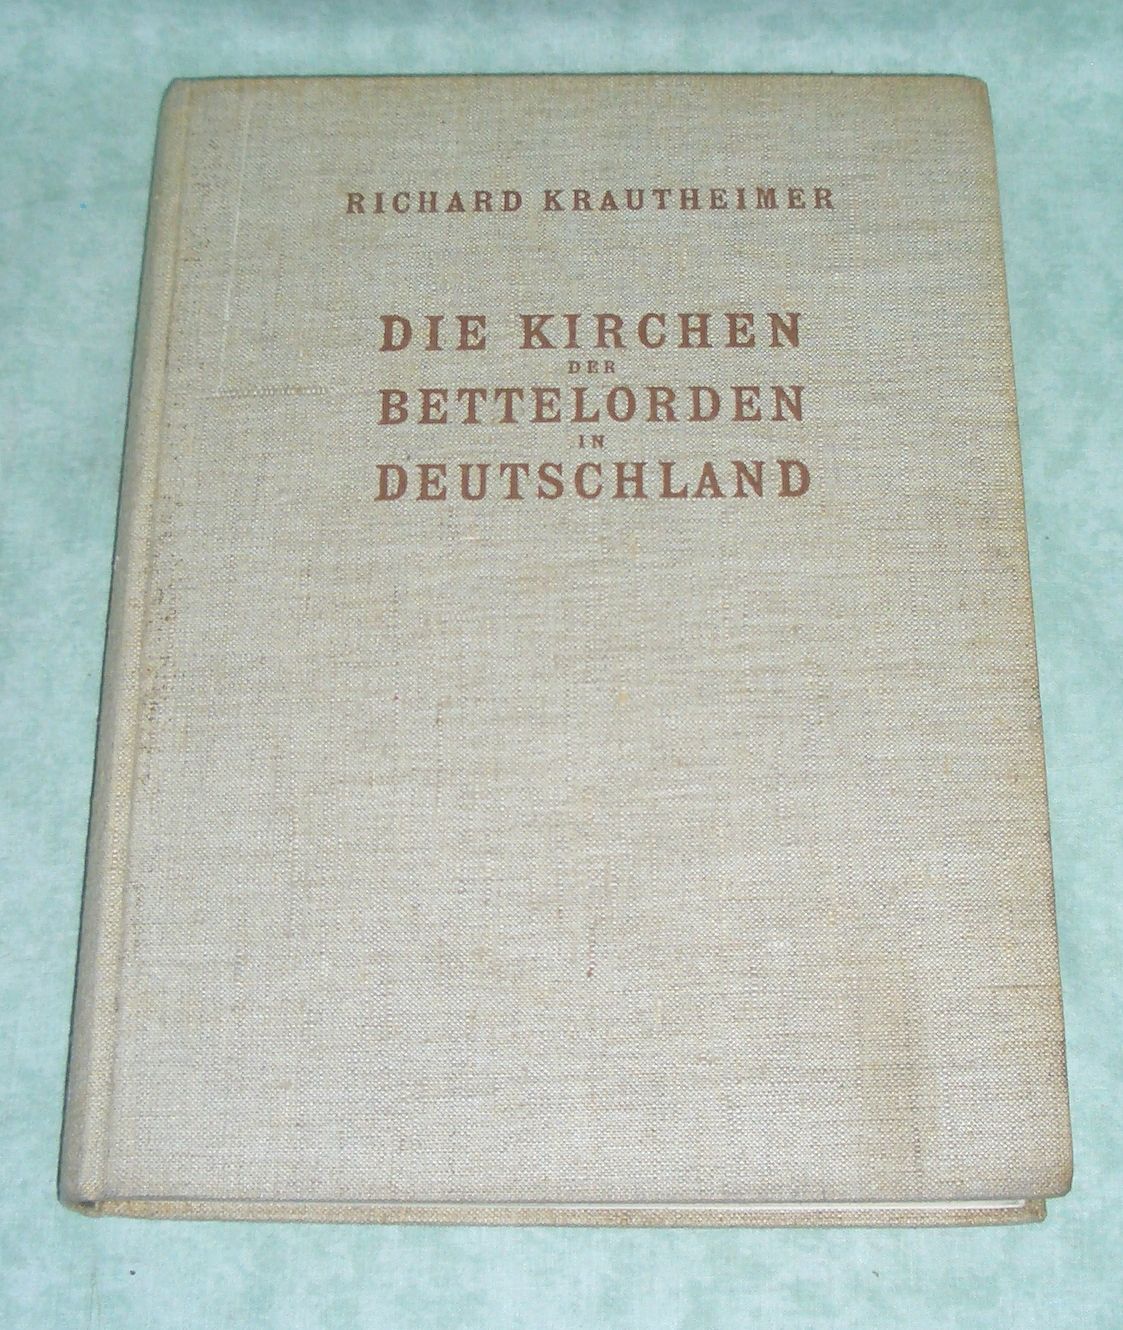 RICHARD KRAUTHEIMER
DIE KIRCHEN
DER
BETTELORDEN
IN
DEUTSCHLAND